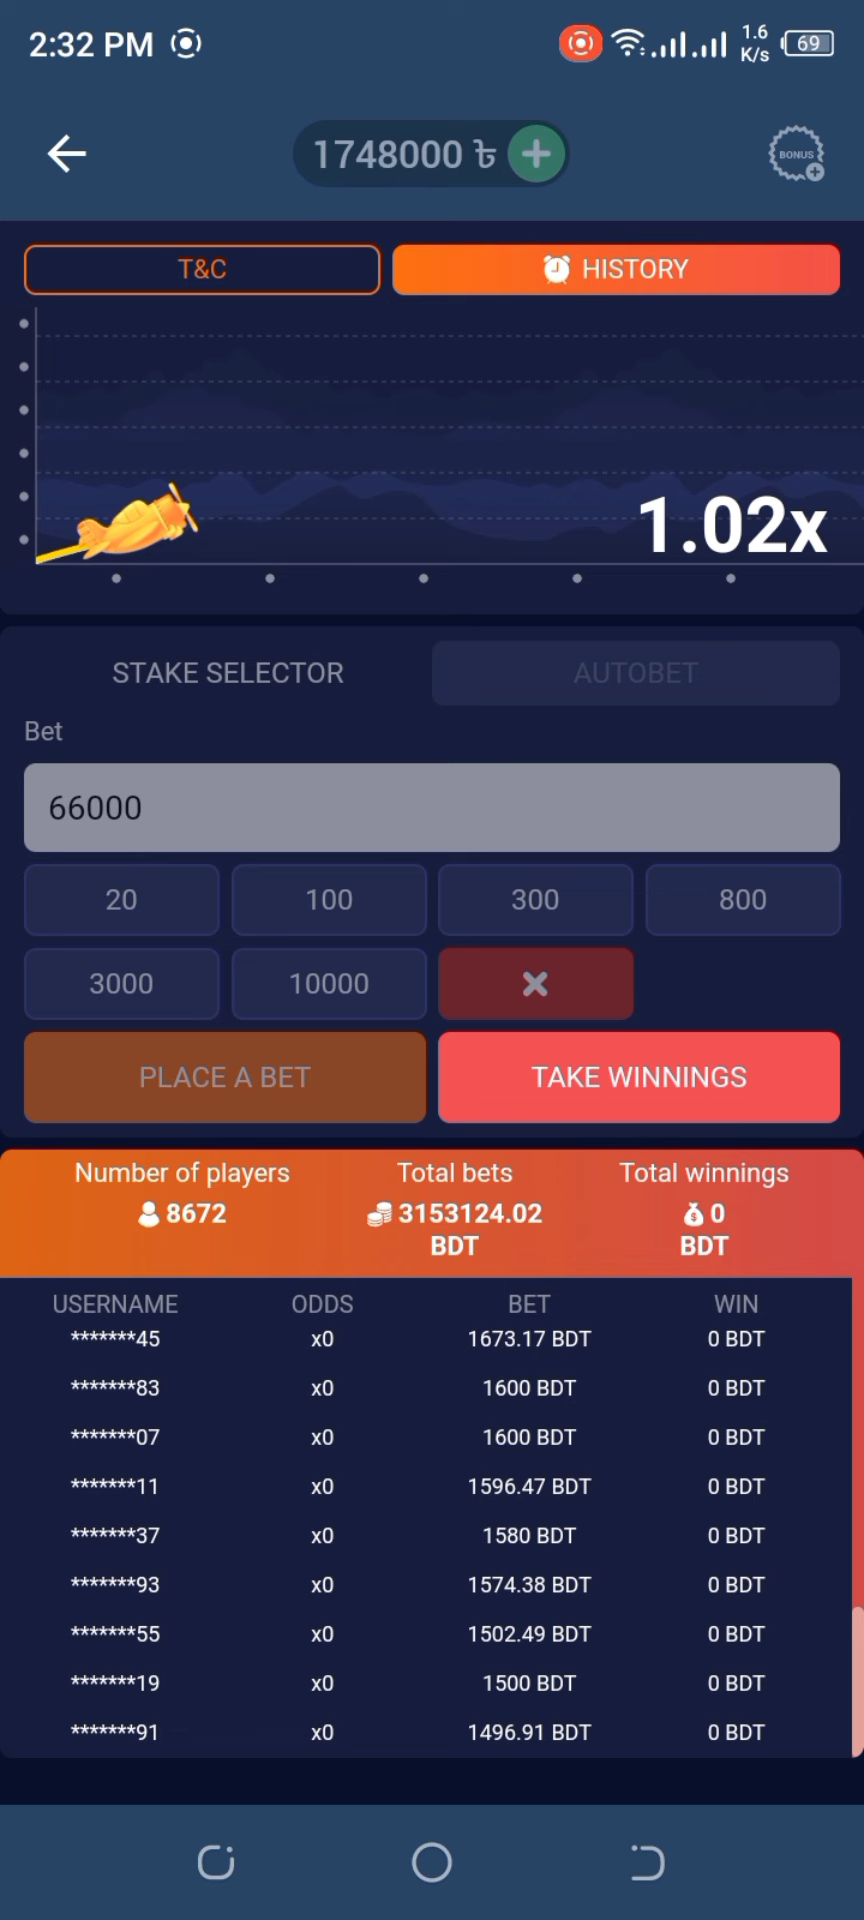 2:32 PM
1.6
K/s
69
1748000 ৳
BONUS
T&C
HISTORY
1.02x
STAKE SELECTOR
AUTOBET
Bet
66000
20 100 300 800
3000 10000
PLACE A BET
TAKE WINNINGS
Number of players Total bets Total winnings
8672 3153124.02 0
BDT BDT
USERNAME ODDS BET WIN
*******45 x0 1673.17 BDT 0 BDT
*******83 x0 1600 BDT 0 BDT
*******07 x0 1600 BDT 0 BDT
*******11 x0 1596.47 BDT 0 BDT
*******37 x0 1580 BDT 0 BDT
*******93 x0 1574.38 BDT 0 BDT
*******55 x0 1502.49 BDT 0 BDT
*******19 x0 1500 BDT 0 BDT
*******91 x0 1496.91 BDT 0 BDT